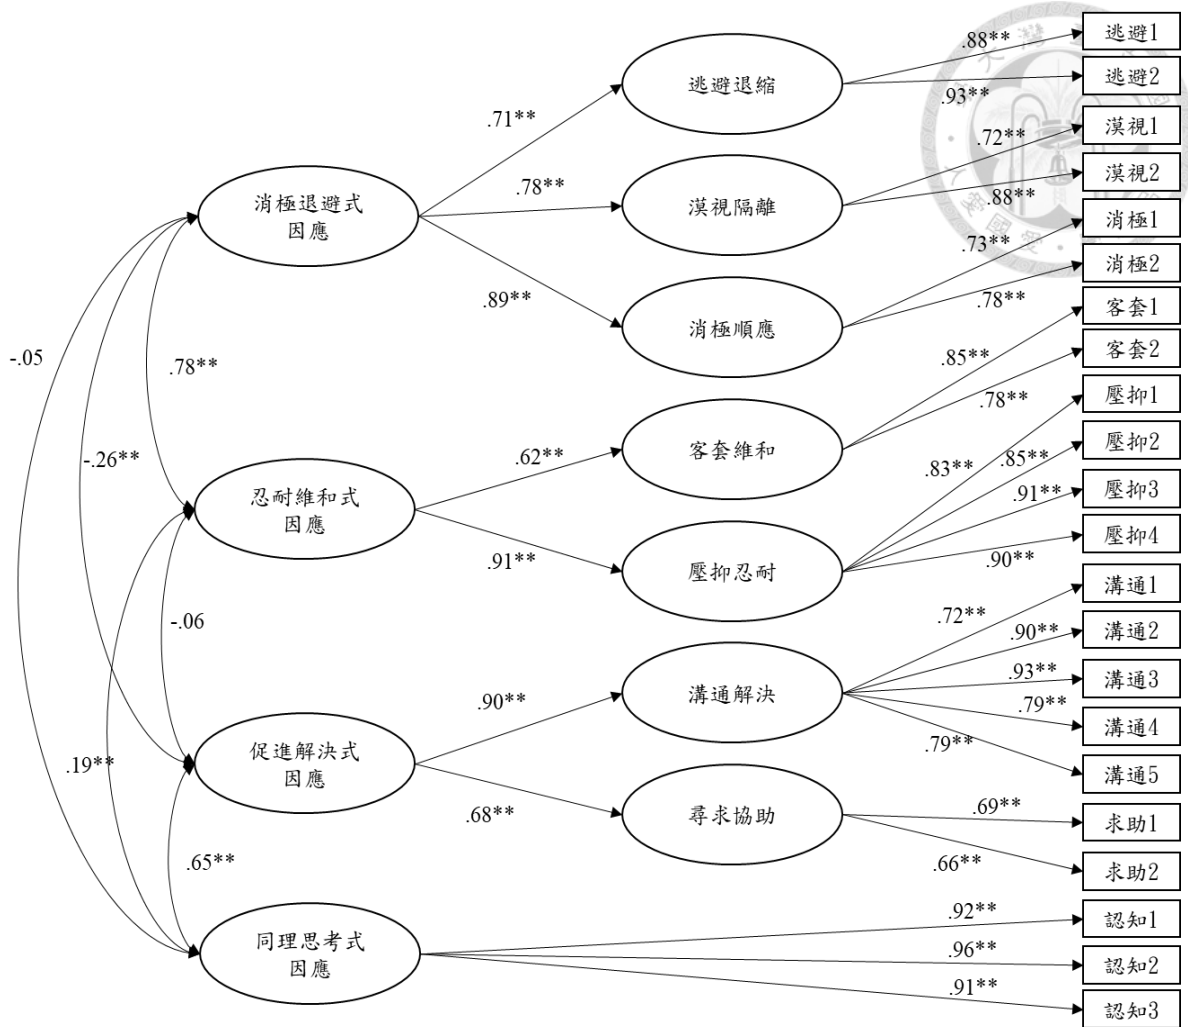 .88**
逃避1
逃避退縮
逃避2
.93**
.71**
.72**
漠視1
消極退避式
因應
.78**
漠視隔離
漠視2
.88**
消極1
.73**
.89**
消極順應
消極2
.78**
客套1
-.05
.78**
.85**
客套2
.78**
壓抑1
-.26**
.62**
客套維和
壓抑2
.83**
.85**
忍耐維和式
因應
壓抑3
.91**
.91**
壓抑忍耐
壓抑4
.90**
溝通1
-.06
.72**
溝通2
.90**
.90**
溝通解決
溝通3
.93**
溝通4
.79**
.79**
促進解決式
因應
溝通5
.19**
.68**
尋求協助
.69**
求助1
.65**
.66**
求助2
同理思考式
因應
.92**
認知1
.96**
認知2
.91**
認知3
大灣
愛國愛
國